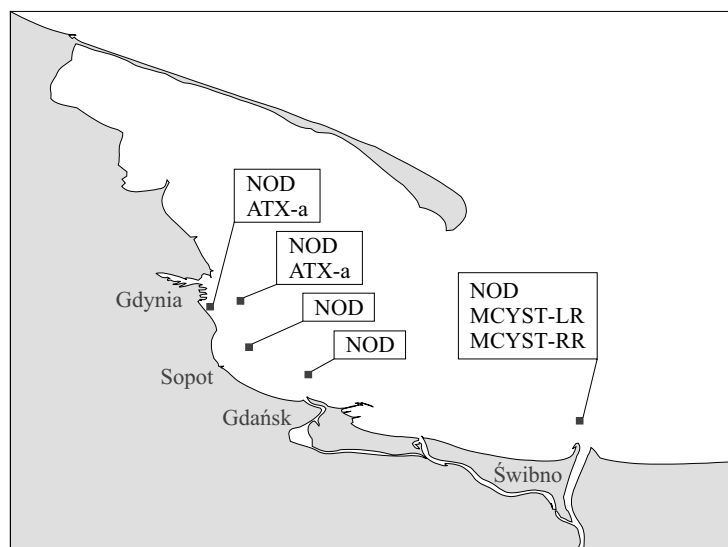 NOD
ATX-a
NOD
ATX-a
Gdynia
NOD
NOD
MCYST-LR
MCYST-RR
NOD
Sopot
Gdańsk
Świbno